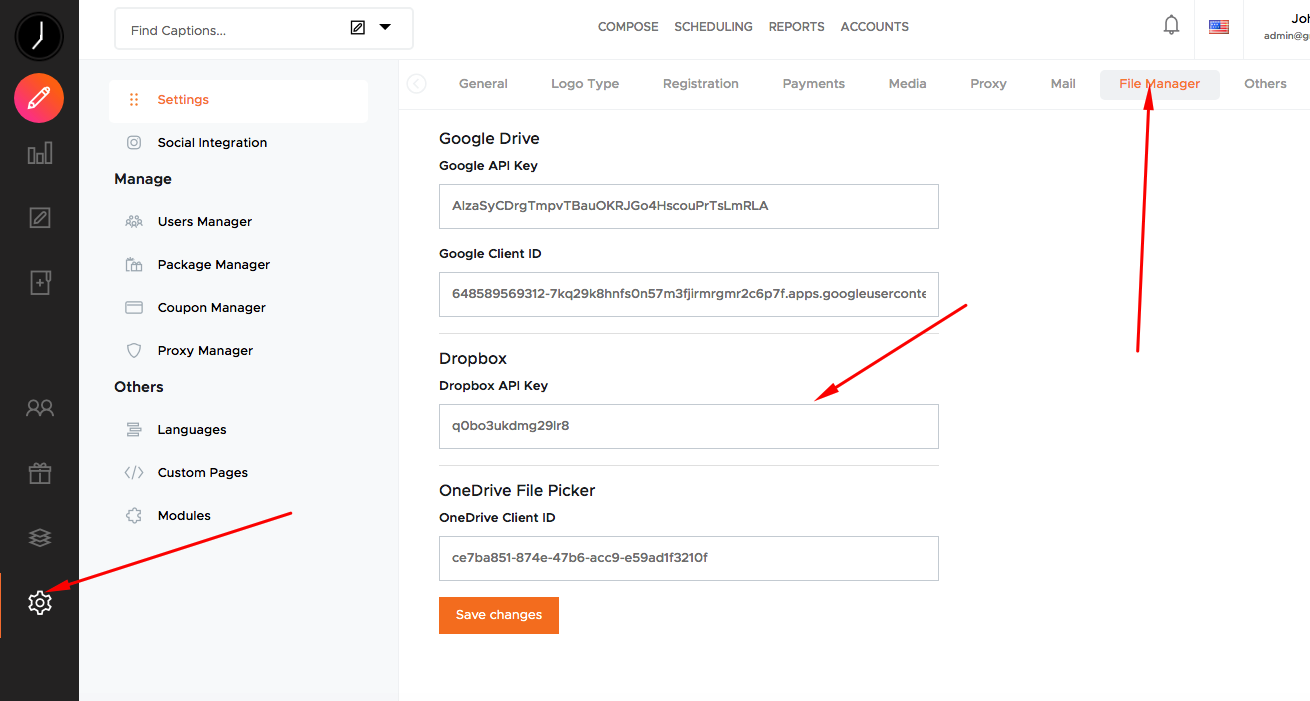 Find Captions...
COMPOSE SCHEDULING REPORTS ACCOUNTS
Joh
admin@g
Settings
Social Integration
Manage
Users Manager
Package Manager
Coupon Manager
Proxy Manager
Others
Languages
Custom Pages
Modules
General Logo Type Registration Payments Media Proxy Mail File Manager Others
Google Drive
Google API Key
AIzaSyCDrgTmpvTBauOKRJGo4HscouPrTsLmRLA
Google Client ID
648589569312-7kq29k8hnfs0n57m3fjirmrgmr2c6p7f.apps.googleuserconte
Dropbox
Dropbox API Key
q0bo3ukdmg29lr8
OneDrive File Picker
OneDrive Client ID
ce7ba851-874e-47b6-acc9-e59ad1f3210f
Save changes